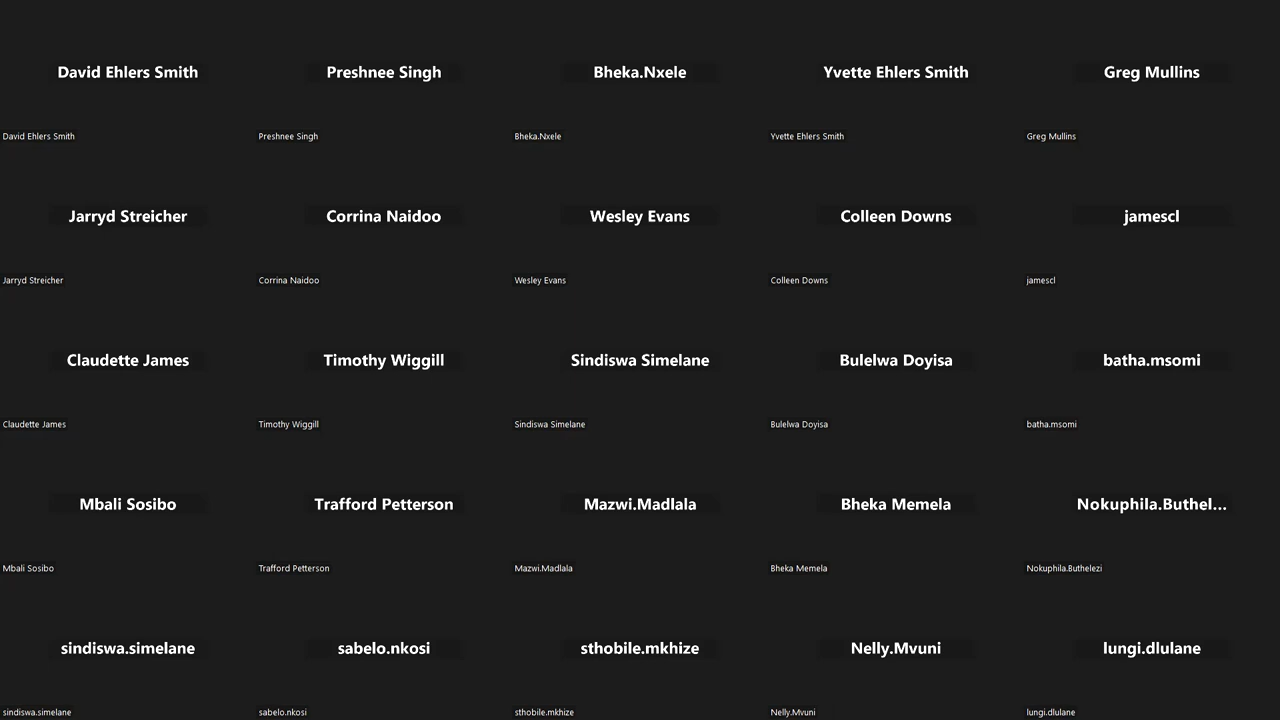 David Ehlers Smith
Preshnee Singh
Bheka.Nxele
Yvette Ehlers Smith
Greg Mullins
David Ehlers Smith
Preshnee Singh
Bheka.Nxele
Yvette Ehlers Smith
Greg Mullins
Jarryd Streicher
Corrina Naidoo
Wesley Evans
Colleen Downs
jamescl
Jarryd Streicher
Corrina Naidoo
Wesley Evans
Colleen Downs
jamescl
Claudette James
Timothy Wiggill
Sindiswa Simelane
Bulelwa Doyisa
batha.msomi
Claudette James
Timothy Wiggill
Sindiswa Simelane
Bulelwa Doyisa
batha.msomi
Mbali Sosibo
Trafford Petterson
Mazwi.Madlala
Bheka Memela
Nokuphila.Buthel...
Mbali Sosibo
Trafford Petterson
Mazwi.Madlala
Bheka Memela
Nokuphila.Buthelezi
sindiswa.simelane
sabelo.nkosi
sthobile.mkhize
Nelly.Mvuni
lungi.dlulane
sindiswa.simelane
sabelo.nkosi
sthobile.mkhize
Nelly.Mvuni
lungi.dlulane